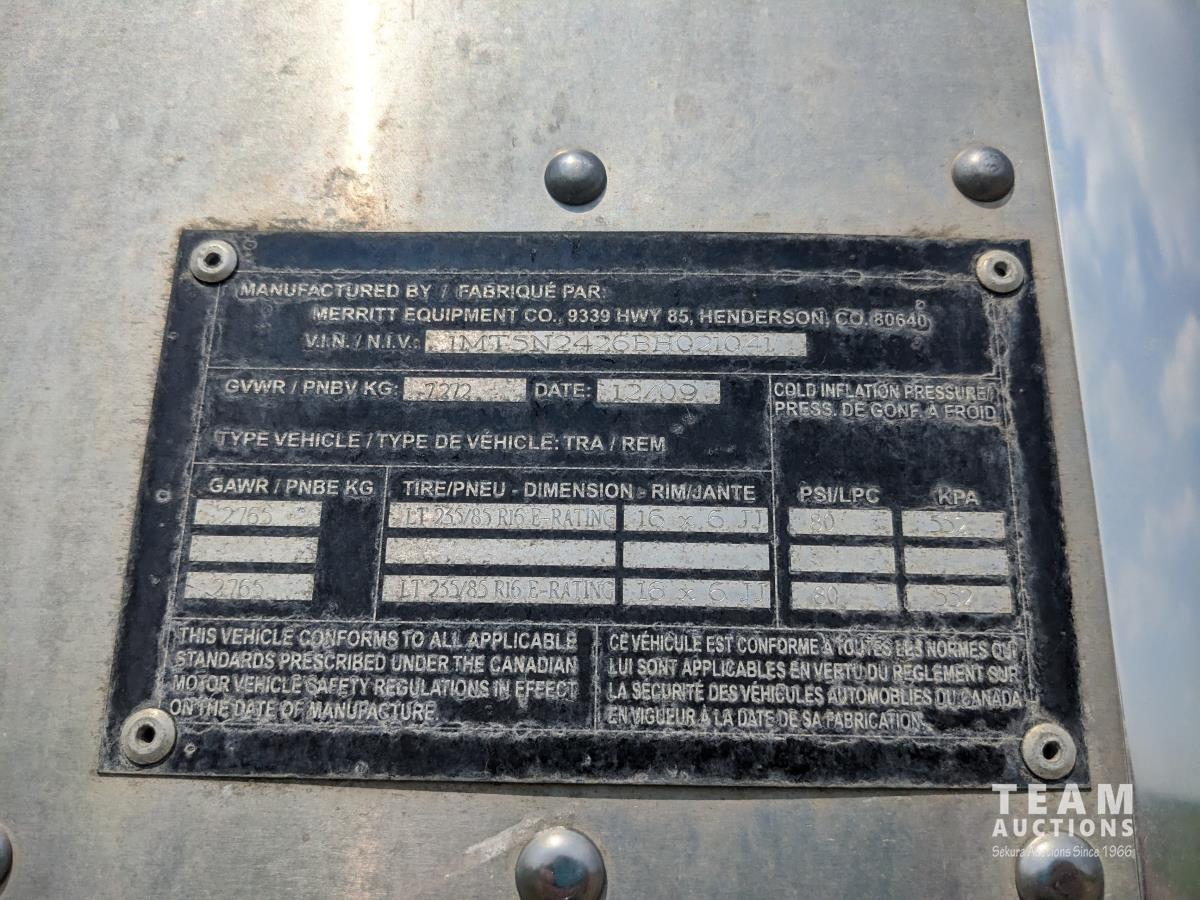 MANUFACTURED BY / FABRIQUÉ PAR:
MERRITT EQUIPMENT CO., 9339 HWY 85, HENDERSON, CO. 80640
V.I.N. / N.I.V.: 1MT5N2426BH021041
GVWR / PNBV KG: 7272 DATE: 12/09
COLD INFLATION PRESSURE/
PRESS. DE GONF. À FROID
TYPE VEHICLE / TYPE DE VÉHICULE: TRA / REM
GAWR / PNBE KG TIRE/PNEU - DIMENSION - RIM/JANTE PSI/LPC KPA
2765 LT 235/85 R16 E-RATING 16 x 6 JJ 80 552
2765 LT 235/85 R16 E-RATING 16 x 6 JJ 80 552
THIS VEHICLE CONFORMS TO ALL APPLICABLE
STANDARDS PRESCRIBED UNDER THE CANADIAN
MOTOR VEHICLE SAFETY REGULATIONS IN EFFECT
ON THE DATE OF MANUFACTURE.
CE VÉHICULE EST CONFORME À TOUTES LES NORMES QUI
LUI SONT APPLICABLES EN VERTU DU RÈGLEMENT SUR
LA SÉCURITÉ DES VÉHICULES AUTOMOBILES DU CANADA
EN VIGUEUR À LA DATE DE SA FABRICATION.
TEAM
AUCTIONS
Sekura Auctions Since 1966